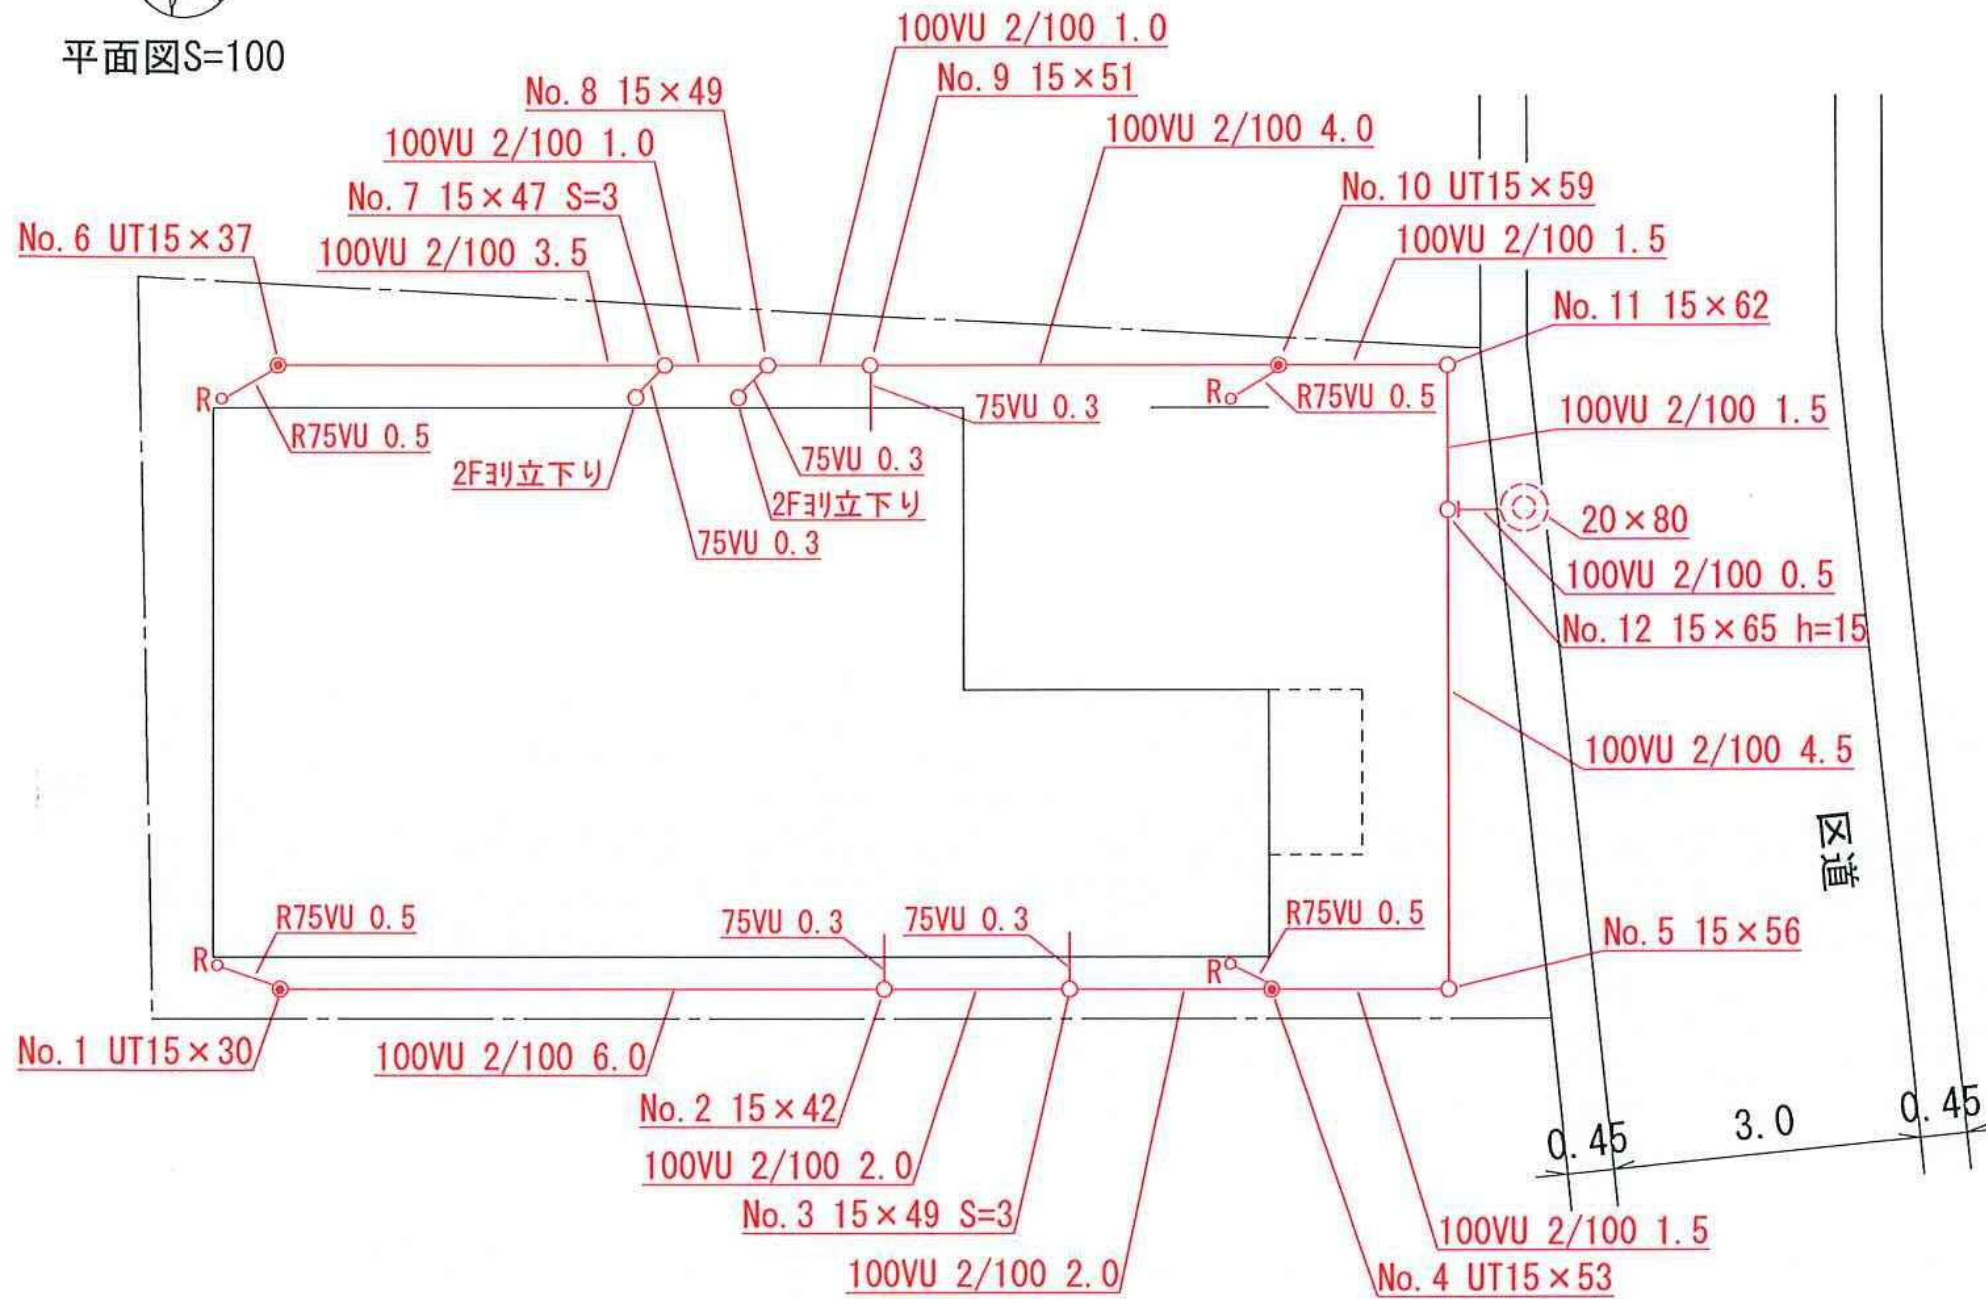 平面図S=100
100VU 2/100 1.0
No. 9 15×51
No. 8 15×49
100VU 2/100 1.0
100VU 2/100 4.0
No. 7 15×47 S=3
No. 10 UT15×59
No. 6 UT15×37
100VU 2/100 3.5
100VU 2/100 1.5
No. 11 15×62
R
R75VU 0.5
75VU 0.3
R
R75VU 0.5
100VU 2/100 1.5
2Fヨリ立下り
75VU 0.3
2Fヨリ立下り
75VU 0.3
20×80
100VU 2/100 0.5
No. 12 15×65 h=15
100VU 2/100 4.5
区道
R75VU 0.5
75VU 0.3
75VU 0.3
R75VU 0.5
No. 5 15×56
R
R
No. 1 UT15×30
100VU 2/100 6.0
No. 2 15×42
100VU 2/100 2.0
No. 3 15×49 S=3
100VU 2/100 2.0
100VU 2/100 1.5
No. 4 UT15×53
0.45
3.0
0.45